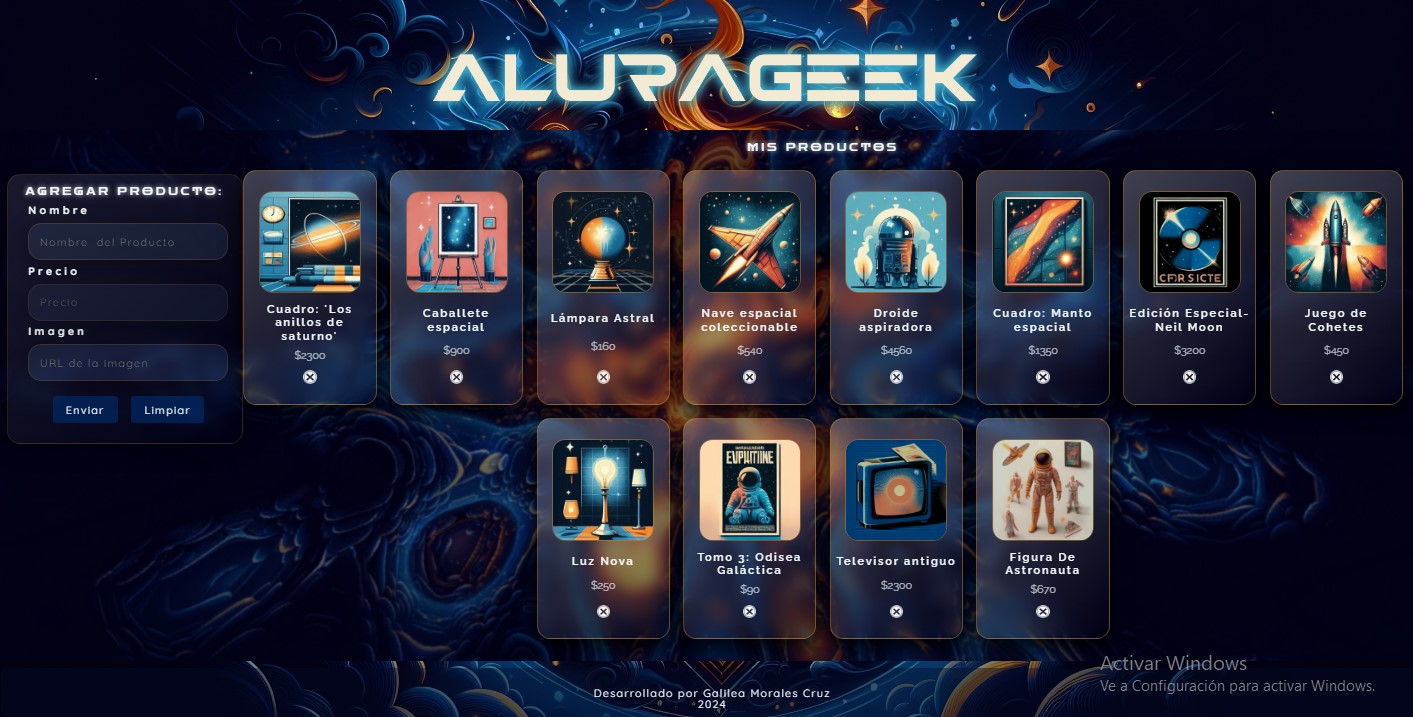 ALURAGEEK
MIS PRODUCTOS
AGREGAR PRODUCTO:
Nombre
Nombre del Producto
Precio
Precio
Imagen
URL de la imagen
Enviar
Limpiar
Cuadro: "Los
anillos de
saturno"
$2300
Caballete
espacial
$900
Lámpara Astral
$160
Nave espacial
coleccionable
$540
Droide
aspiradora
$4560
Cuadro: Manto
espacial
$1350
Edición Especial-
Neil Moon
$3200
Juego de
Cohetes
$450
Luz Nova
$250
Tomo 3: Odisea
Galáctica
$90
Televisor antiguo
$2300
Figura De
Astronauta
$670
Activar Windows
Ve a Configuración para activar Windows.
Desarrollado por Galilea Morales Cruz
2024